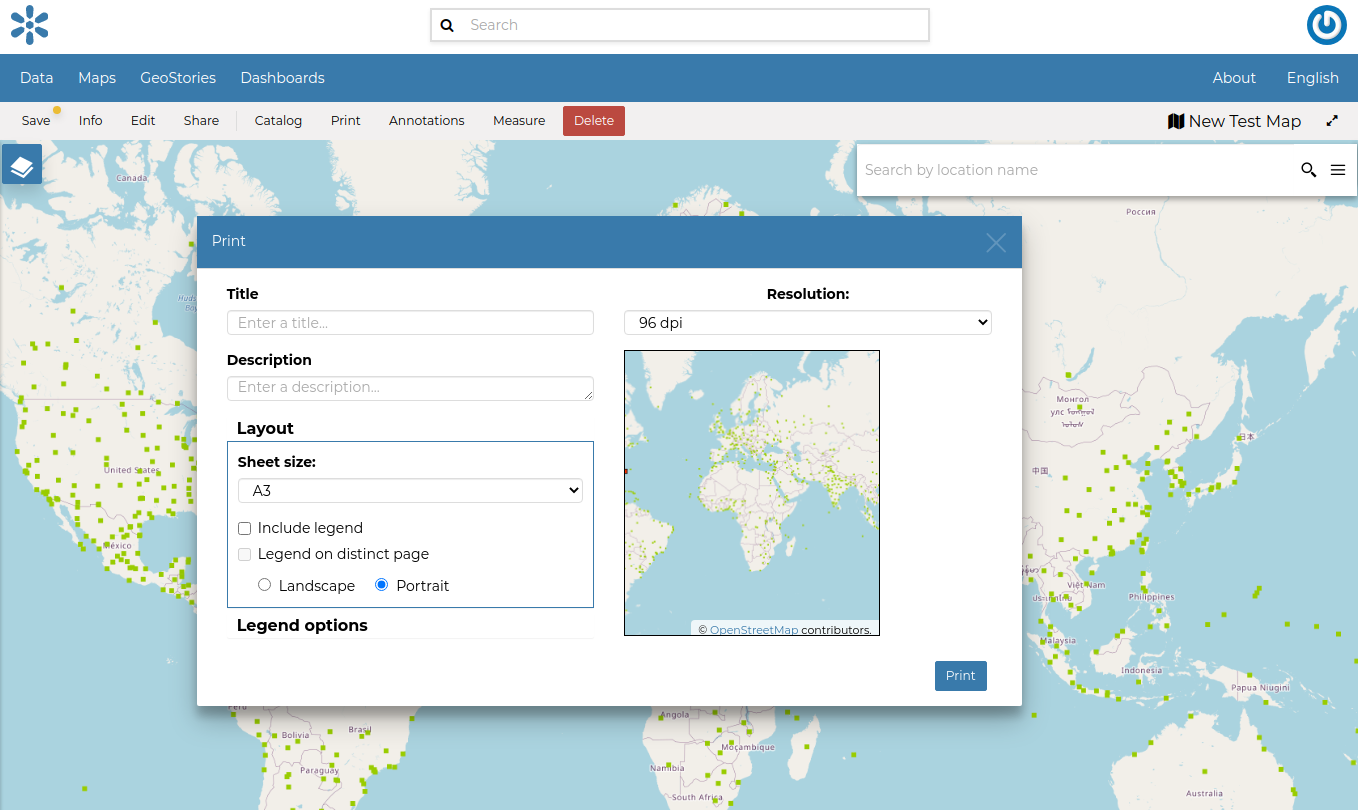 Search
Data Maps GeoStories Dashboards About English
Save Info Edit Share Catalog Print Annotations Measure Delete New Test Map
Search by location name
Canada
Россия
Print
Title
Enter a title...
Resolution:
96 dpi
Description
Enter a description...
Layout
Sheet size:
A3
Include legend
Legend on distinct page
Landscape Portrait
Legend options
© OpenStreetMap contributors.
Print
United States
México
Монгол
улс
中国
日本
Việt Nam
Philippines
Malaysia
Indonesia
Papua Niugini
Perú
Bolivia
Brasil
Paraguay
Angola
Moçambique
Namibia
South Africa
Australia